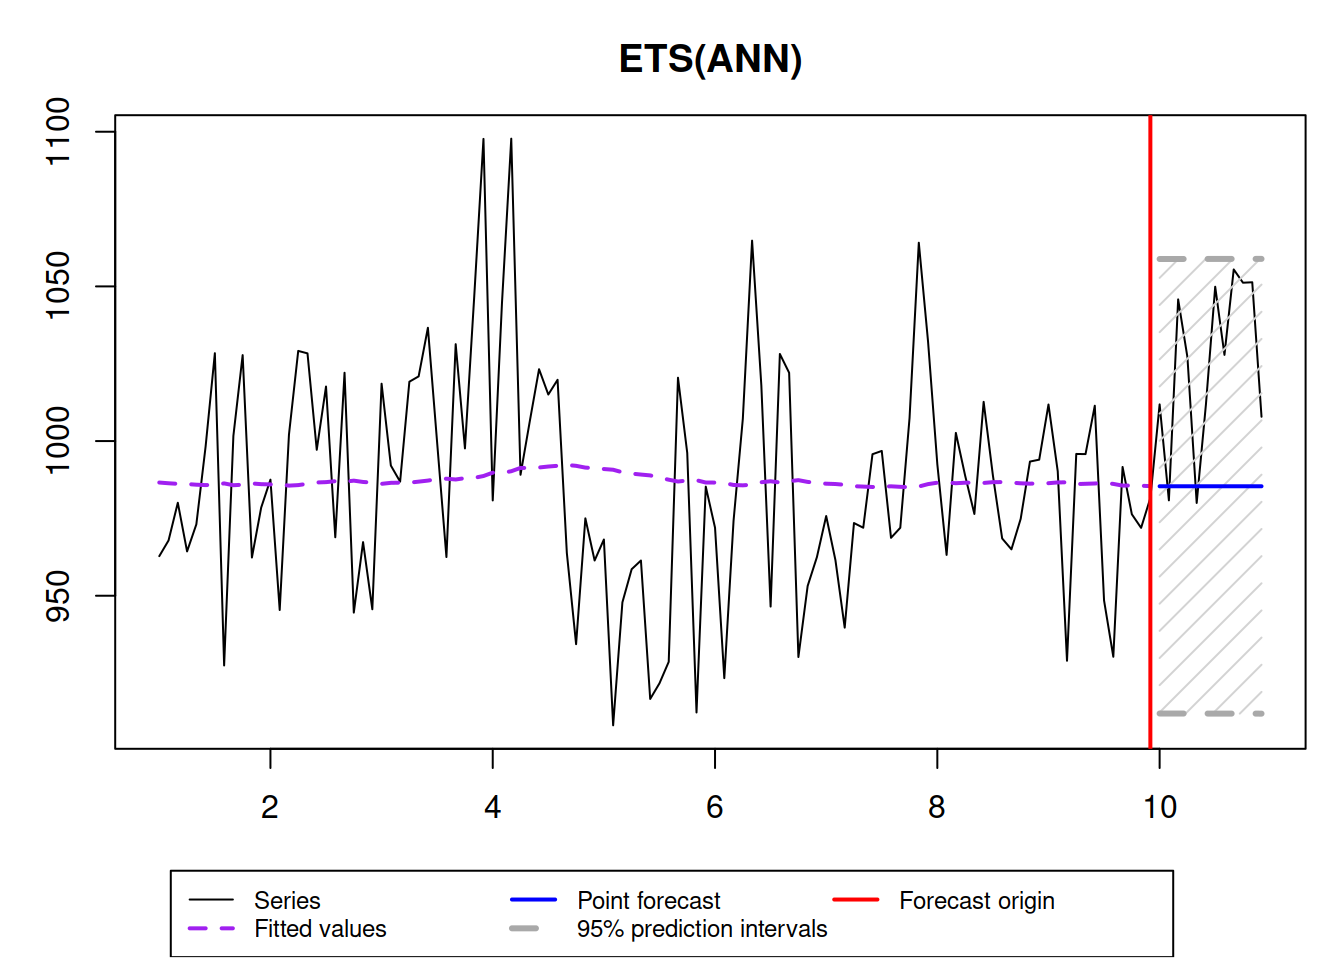 ETS(ANN)
1100
1050
1000
950
2 4 6 8 10
Series Point forecast Forecast origin
Fitted values 95% prediction intervals